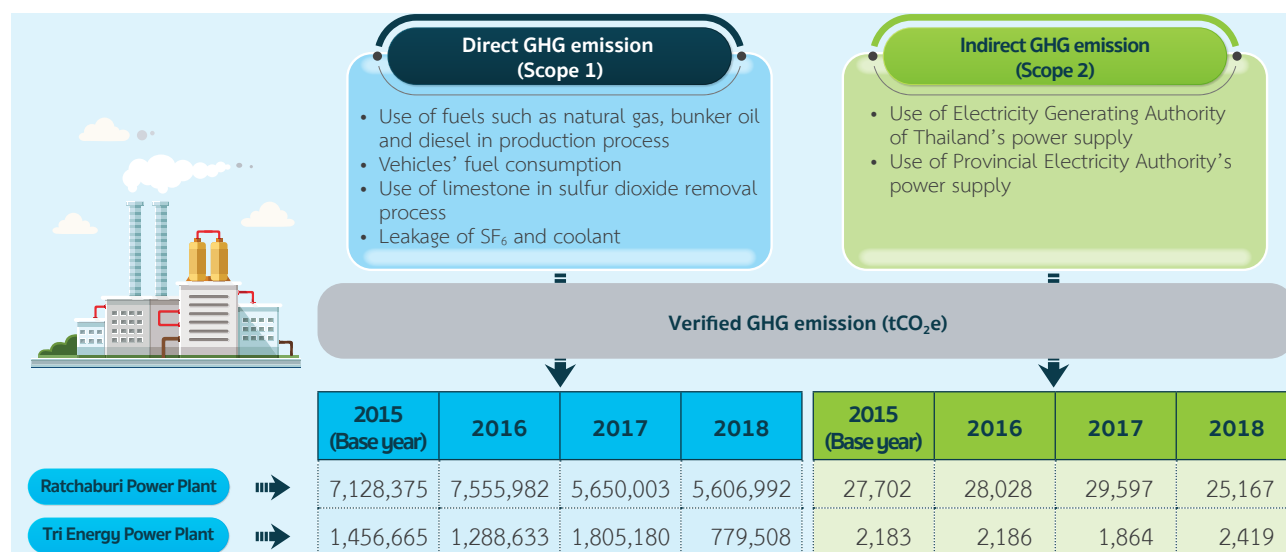 Direct GHG emission
(Scope 1)
• Use of fuels such as natural gas, bunker oil
and diesel in production process
• Vehicles' fuel consumption
• Use of limestone in sulfur dioxide removal
process
• Leakage of SF₆ and coolant
Indirect GHG emission
(Scope 2)
• Use of Electricity Generating Authority
of Thailand's power supply
• Use of Provincial Electricity Authority's
power supply
Verified GHG emission (tCO₂e)
2015 (Base year) 2016 2017 2018 2015 (Base year) 2016 2017 2018
Ratchaburi Power Plant 7,128,375 7,555,982 5,650,003 5,606,992 27,702 28,028 29,597 25,167
Tri Energy Power Plant 1,456,665 1,288,633 1,805,180 779,508 2,183 2,186 1,864 2,419